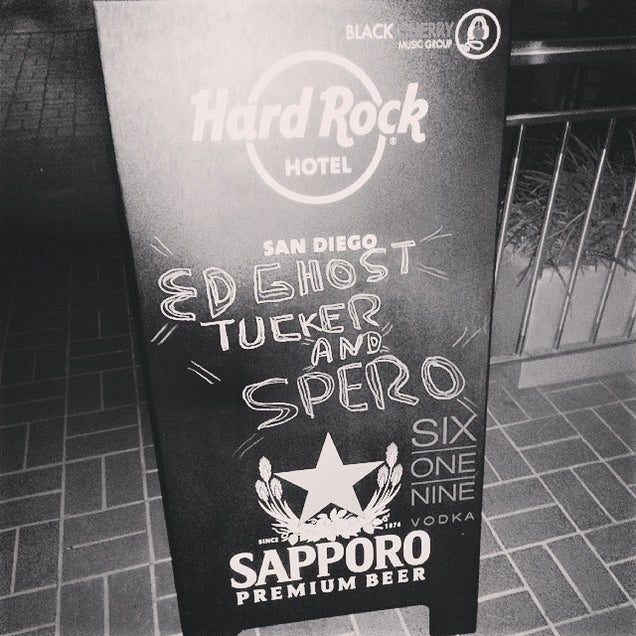 BLACK CHERRY
MUSIC GROUP
Hard Rock
HOTEL
SAN DIEGO
ED GHOST
TUCKER
AND
SPERO
SIX
ONE
NINE
VODKA
SINCE 1876
SAPPORO
PREMIUM BEER